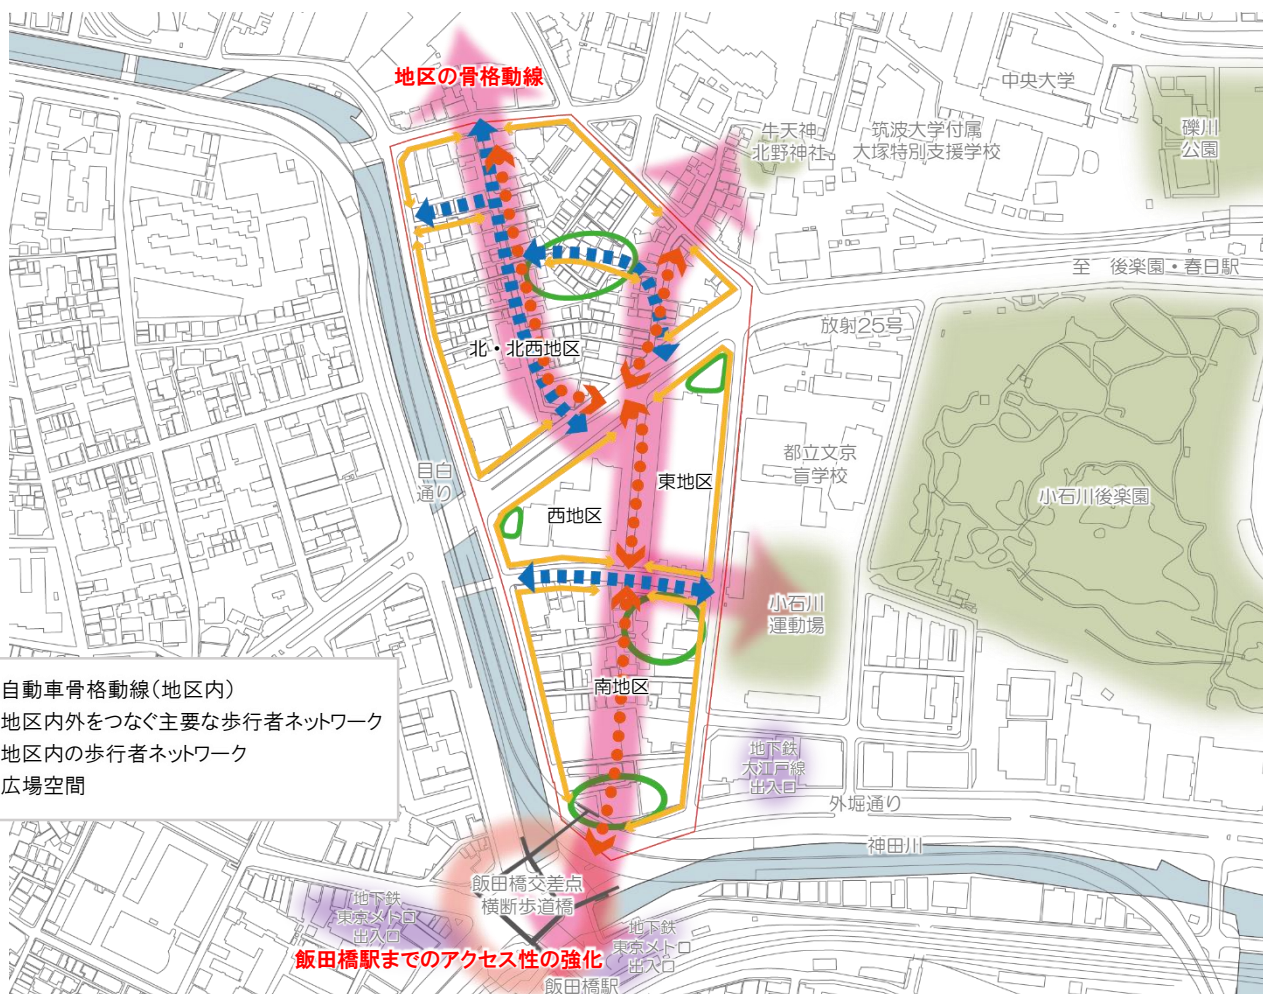 地区の骨格動線
中央大学
牛天神
北野神社
筑波大学付属
大塚特別支援学校
礫川
公園
至　後楽園・春日駅
放射25号
北・北西地区
目白
通り
東地区
都立文京
盲学校
小石川後楽園
西地区
小石川
運動場
南地区
自動車骨格動線(地区内)
地区内外をつなぐ主要な歩行者ネットワーク
地区内の歩行者ネットワーク
広場空間
地下鉄
大江戸線
出入口
外堀通り
神田川
飯田橋交差点
横断歩道橋
地下鉄
東京メトロ
出入口
地下鉄
東京メトロ
出入口
飯田橋駅までのアクセス性の強化
飯田橋駅